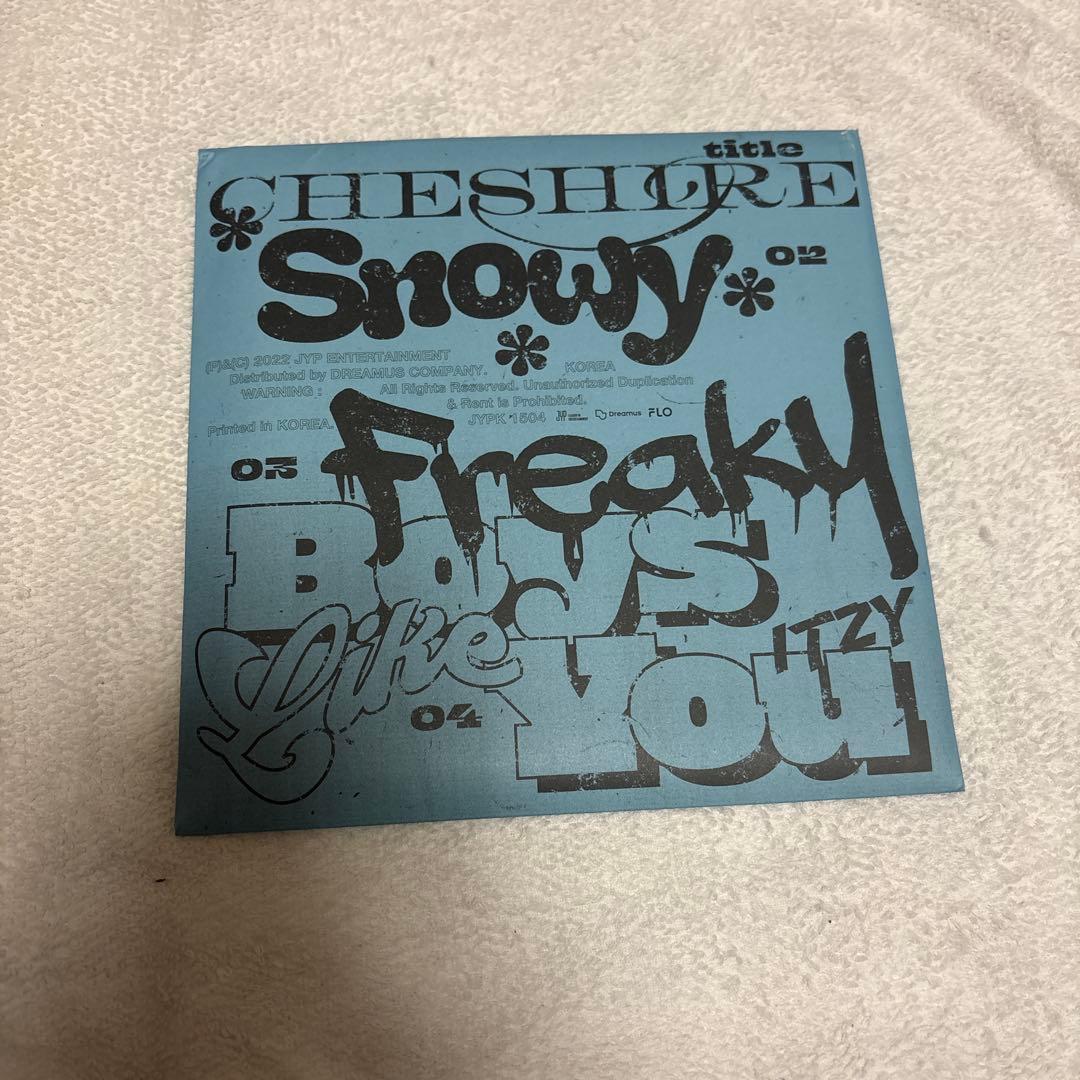 title
CHESHIRE
Snowy 02
(P)&(C) 2022 JYP ENTERTAINMENT
Distributed by DREAMUS COMPANY. KOREA
WARNING : All Rights Reserved. Unauthorized Duplication
& Rent is Prohibited.
Printed in KOREA. JYPK 1504 JYP Dreamus FLO
03 Freaky
Boys
Like
ITZY
04 You